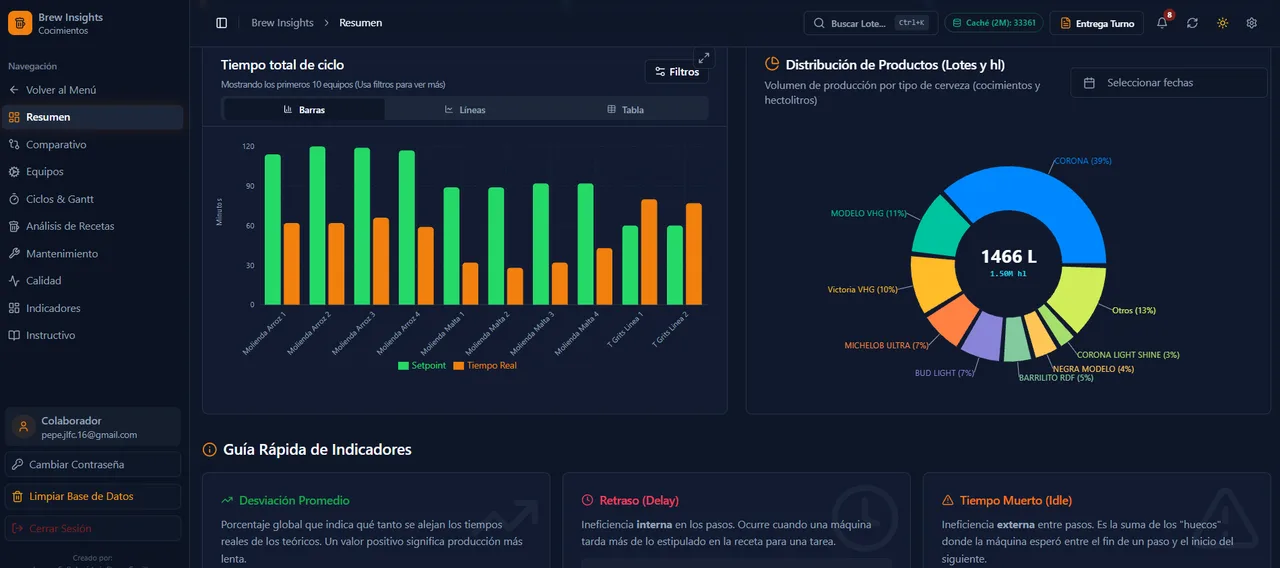 Brew Insights
Cocimientos
Navegación
Volver al Menú
Resumen
Comparativo
Equipos
Ciclos & Gantt
Análisis de Recetas
Mantenimiento
Calidad
Indicadores
Instructivo
Colaborador
pepe.jlfc.16@gmail.com
Cambiar Contraseña
Limpiar Base de Datos
Cerrar Sesión
Creado por:
Brew Insights > Resumen
Buscar Lote... Ctrl+K
Caché (2M): 33361
Entrega Turno
8
Tiempo total de ciclo
Mostrando los primeros 10 equipos (Usa filtros para ver más)
Filtros
Barras
Líneas
Tabla
Minutos
120
90
60
30
0
Molienda Arroz 1
Molienda Arroz 2
Molienda Arroz 3
Molienda Arroz 4
Molienda Malta 1
Molienda Malta 2
Molienda Malta 3
Molienda Malta 4
T Grits Linea 1
T Grits Linea 2
Setpoint
Tiempo Real
Distribución de Productos (Lotes y hl)
Volumen de producción por tipo de cerveza (cocimientos y
hectolitros)
Seleccionar fechas
CORONA (39%)
MODELO VHG (11%)
Victoria VHG (10%)
MICHELOB ULTRA (7%)
BUD LIGHT (7%)
BARRILITO RDF (5%)
NEGRA MODELO (4%)
CORONA LIGHT SHINE (3%)
Otros (13%)
1466 L
1.50M hl
Guía Rápida de Indicadores
Desviación Promedio
Porcentaje global que indica qué tanto se alejan los tiempos
reales de los teóricos. Un valor positivo significa producción más
lenta.
Retraso (Delay)
Ineficiencia interna en los pasos. Ocurre cuando una máquina
tarda más de lo estipulado en la receta para una tarea.
Tiempo Muerto (Idle)
Ineficiencia externa entre pasos. Es la suma de los "huecos"
donde la máquina esperó entre el fin de un paso y el inicio del
siguiente.